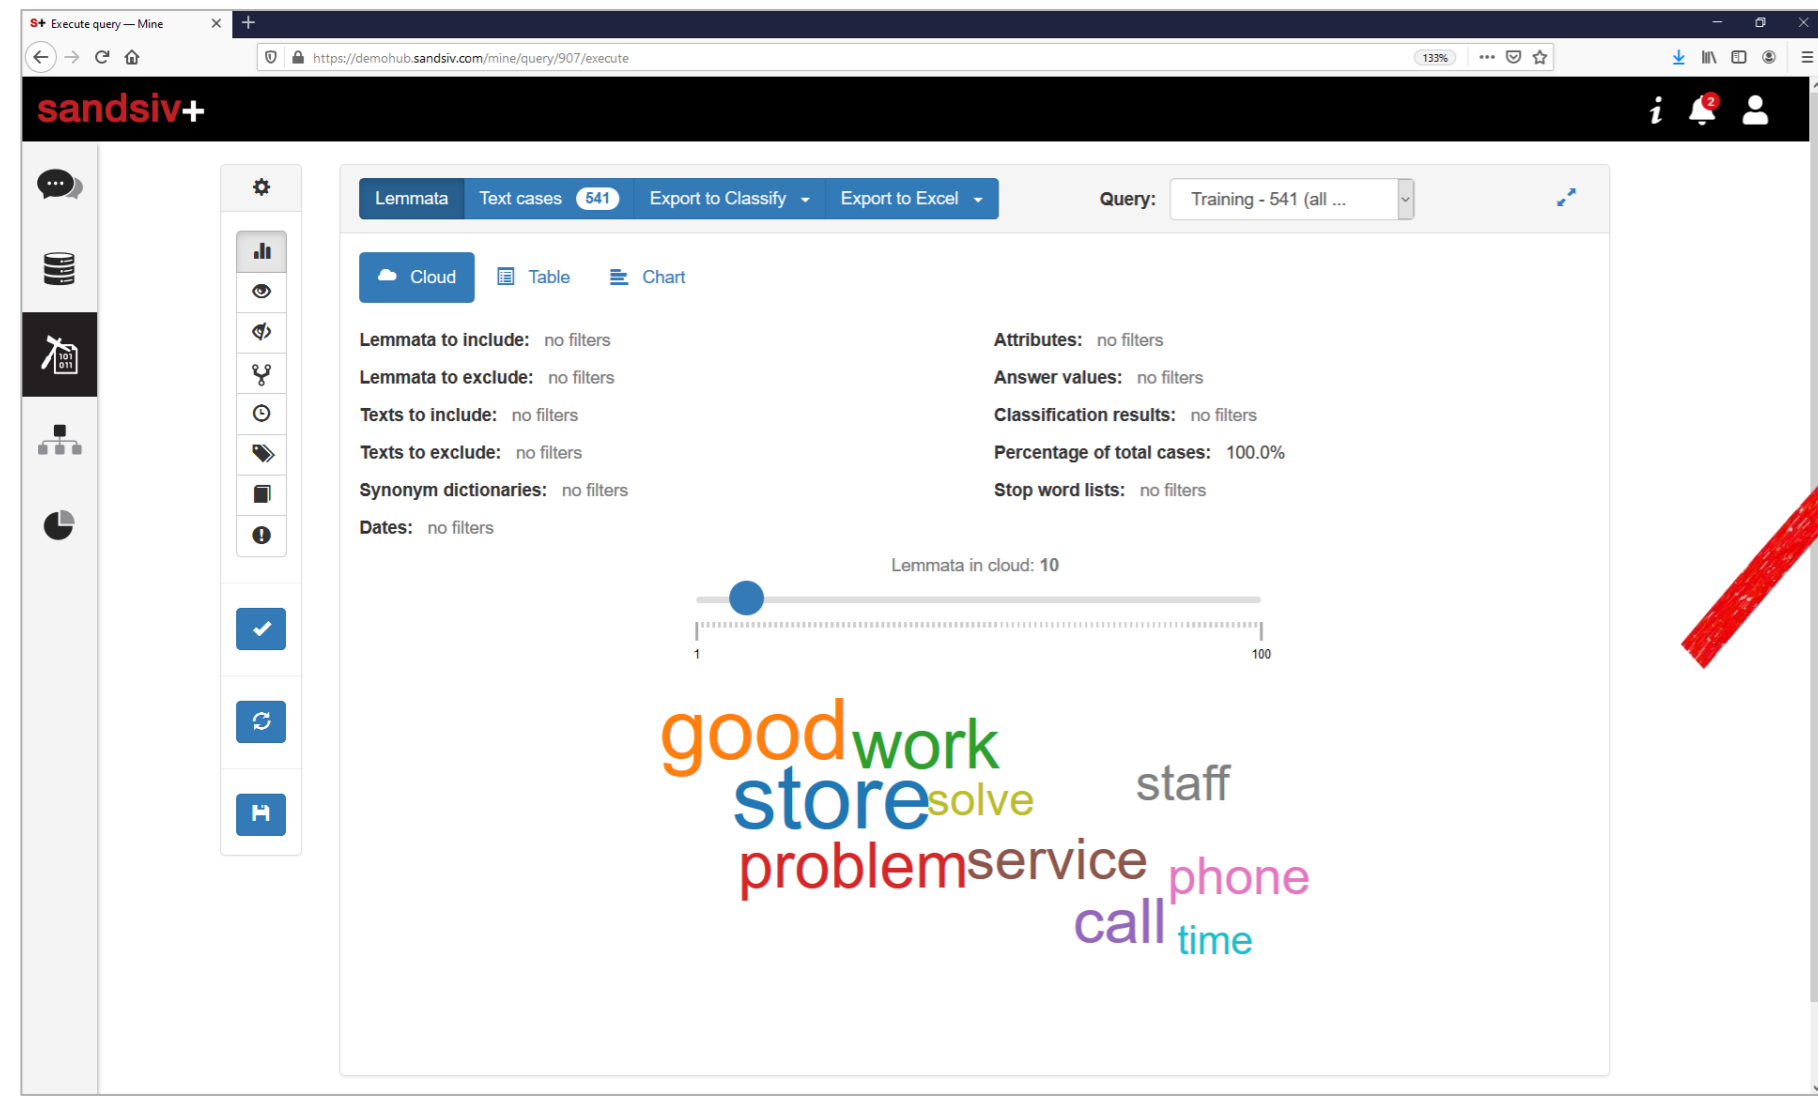 S+ Execute query — Mine
https://demohub.sandsiv.com/mine/query/907/execute
133%
sandsiv+
i
2
101
011
Lemmata
Text cases 541
Export to Classify
Export to Excel
Query: Training - 541 (all ...
Cloud
Table
Chart
Lemmata to include: no filters
Attributes: no filters
Lemmata to exclude: no filters
Answer values: no filters
Texts to include: no filters
Classification results: no filters
Texts to exclude: no filters
Percentage of total cases: 100.0%
Synonym dictionaries: no filters
Stop word lists: no filters
Dates: no filters
Lemmata in cloud: 10
1
100
good
work
store
solve
staff
problem
service
phone
call
time